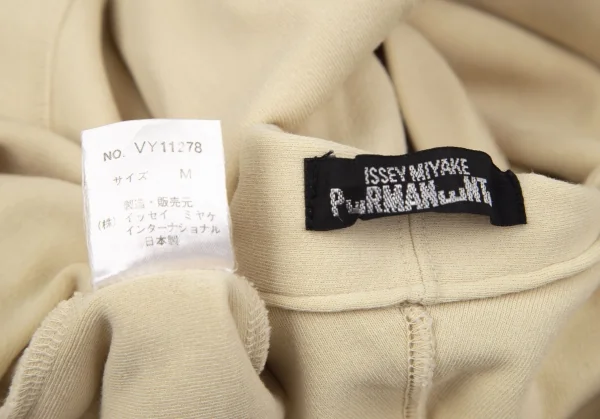 NO. VY11278
サイズ M
製造・販売元
(株) イッセイ ミヤケ
インターナショナル
日本製
ISSEY MIYAKE
PERMANENT